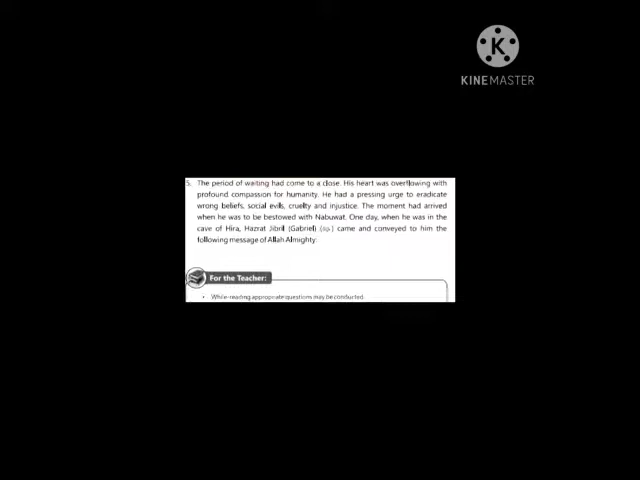 KINEMASTER
5. The period of waiting had come to a close. His heart was overflowing with
profound compassion for humanity. He had a pressing urge to eradicate
wrong beliefs, social evils, cruelty and injustice. The moment had arrived
when he was to be bestowed with Nabuwat. One day, when he was in the
cave of Hira, Hazrat Jibril (Gabriel) came and conveyed to him the
following message of Allah Almighty:
For the Teacher:
• While-reading appropriate questions may be conducted.